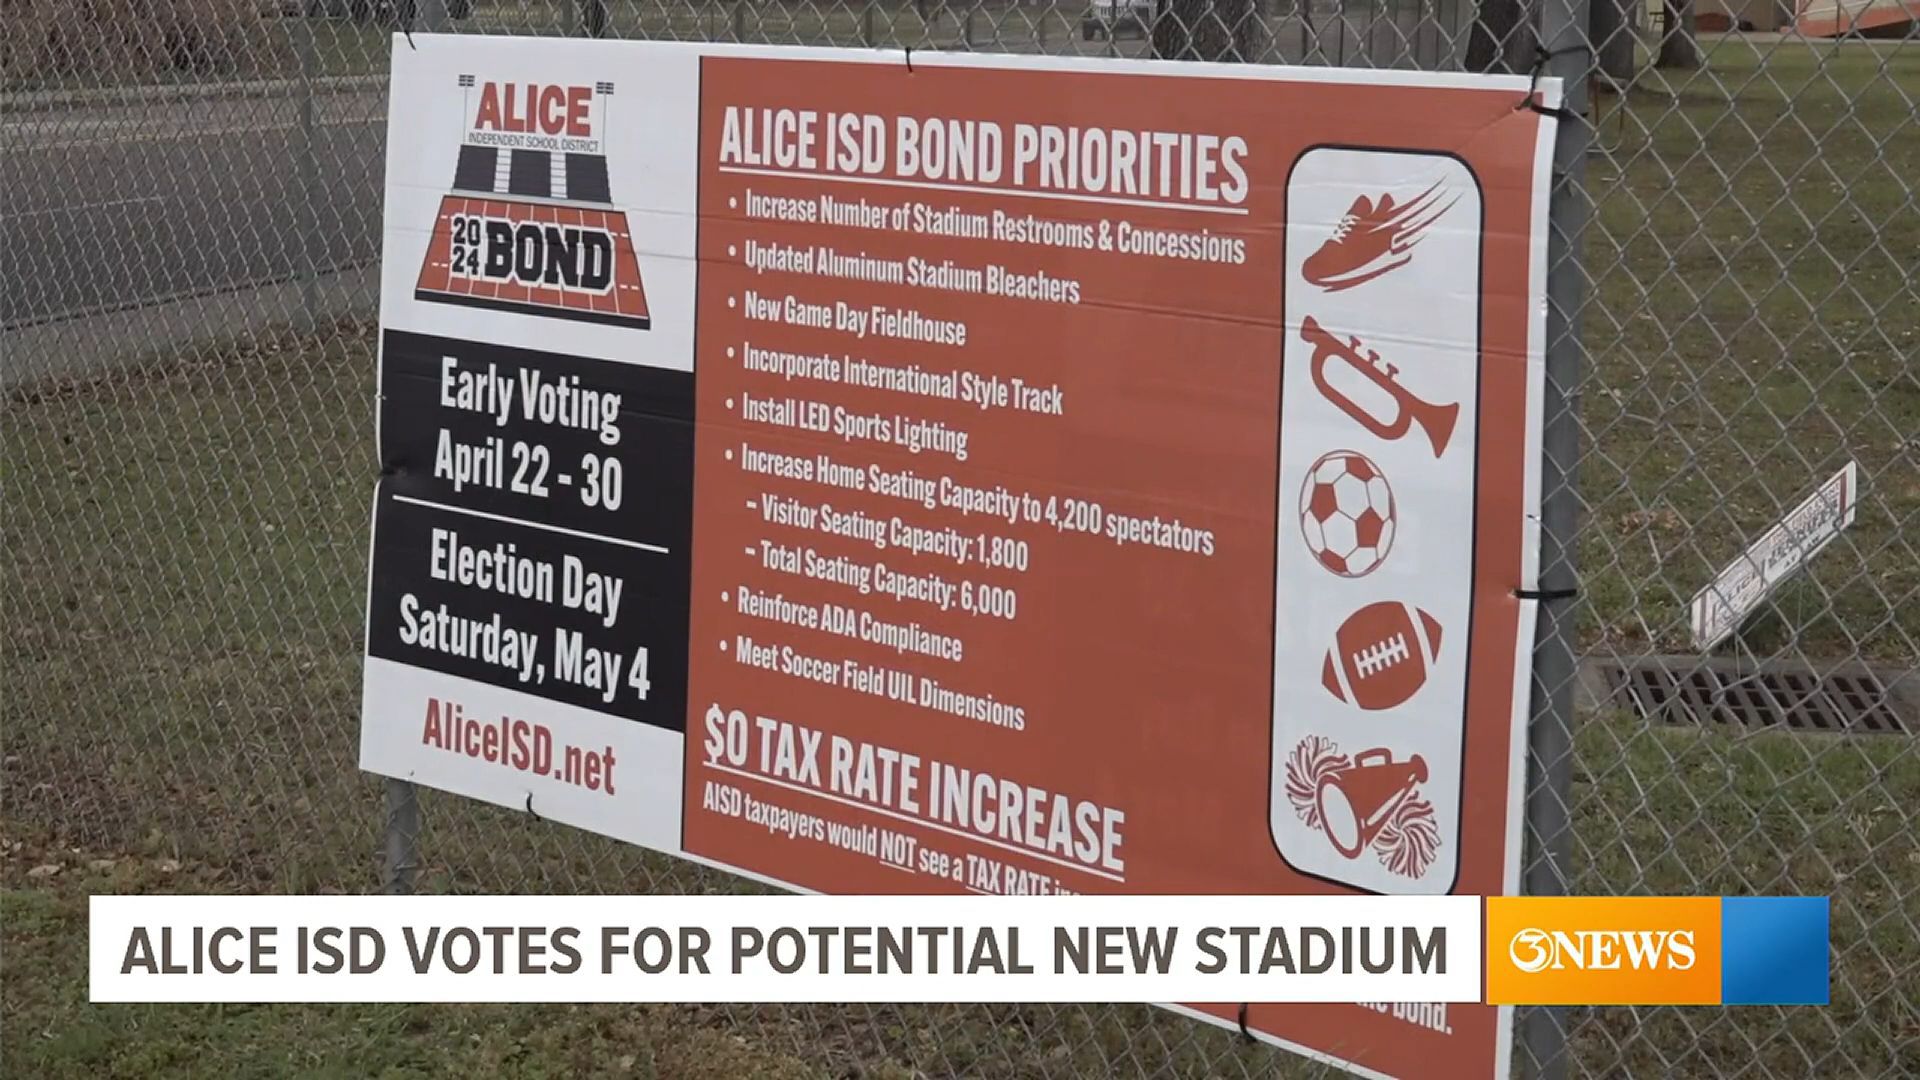 ALICE
INDEPENDENT SCHOOL DISTRICT
20
24 BOND
Early Voting
April 22 - 30
Election Day
Saturday, May 4
AliceISD.net
ALICE ISD BOND PRIORITIES
• Increase Number of Stadium Restrooms & Concessions
• Updated Aluminum Stadium Bleachers
• New Game Day Fieldhouse
• Incorporate International Style Track
• Install LED Sports Lighting
• Increase Home Seating Capacity to 4,200 spectators
- Visitor Seating Capacity: 1,800
- Total Seating Capacity: 6,000
• Reinforce ADA Compliance
• Meet Soccer Field UIL Dimensions
$0 TAX RATE INCREASE
AISD taxpayers would NOT see a TAX RATE
bond.
ALICE ISD VOTES FOR POTENTIAL NEW STADIUM
3NEWS